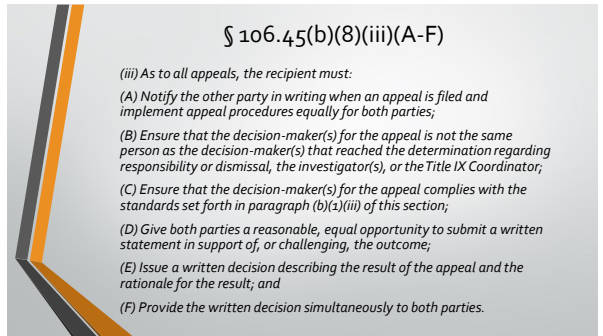 § 106.45(b)(8)(iii)(A-F)
(iii) As to all appeals, the recipient must:
(A) Notify the other party in writing when an appeal is filed and
implement appeal procedures equally for both parties;
(B) Ensure that the decision-maker(s) for the appeal is not the same
person as the decision-maker(s) that reached the determination regarding
responsibility or dismissal, the investigator(s), or the Title IX Coordinator;
(C) Ensure that the decision-maker(s) for the appeal complies with the
standards set forth in paragraph (b)(1)(iii) of this section;
(D) Give both parties a reasonable, equal opportunity to submit a written
statement in support of, or challenging, the outcome;
(E) Issue a written decision describing the result of the appeal and the
rationale for the result; and
(F) Provide the written decision simultaneously to both parties.